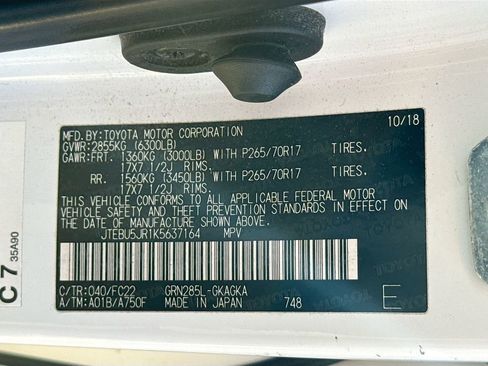 MFD. BY: TOYOTA MOTOR CORPORATION 10/18
GVWR: 2855KG (6300LB)
GAWR: FRT. 1360KG (3000LB) WITH P265/70R17 TIRES.
17X7 1/2J RIMS.
RR. 1560KG (3450LB) WITH P265/70R17 TIRES.
17X7 1/2J RIMS.
THIS VEHICLE CONFORMS TO ALL APPLICABLE FEDERAL MOTOR
VEHICLE SAFETY AND THEFT PREVENTION STANDARDS IN EFFECT ON
THE DATE OF MANUFACTURE SHOWN ABOVE.
JTEBU5JR1K5637164 MPV
C/TR: 040/FC22 GRN285L-GKAGKA
A/TM: A01B/A750F MADE IN JAPAN 748 E
C 7 35A90